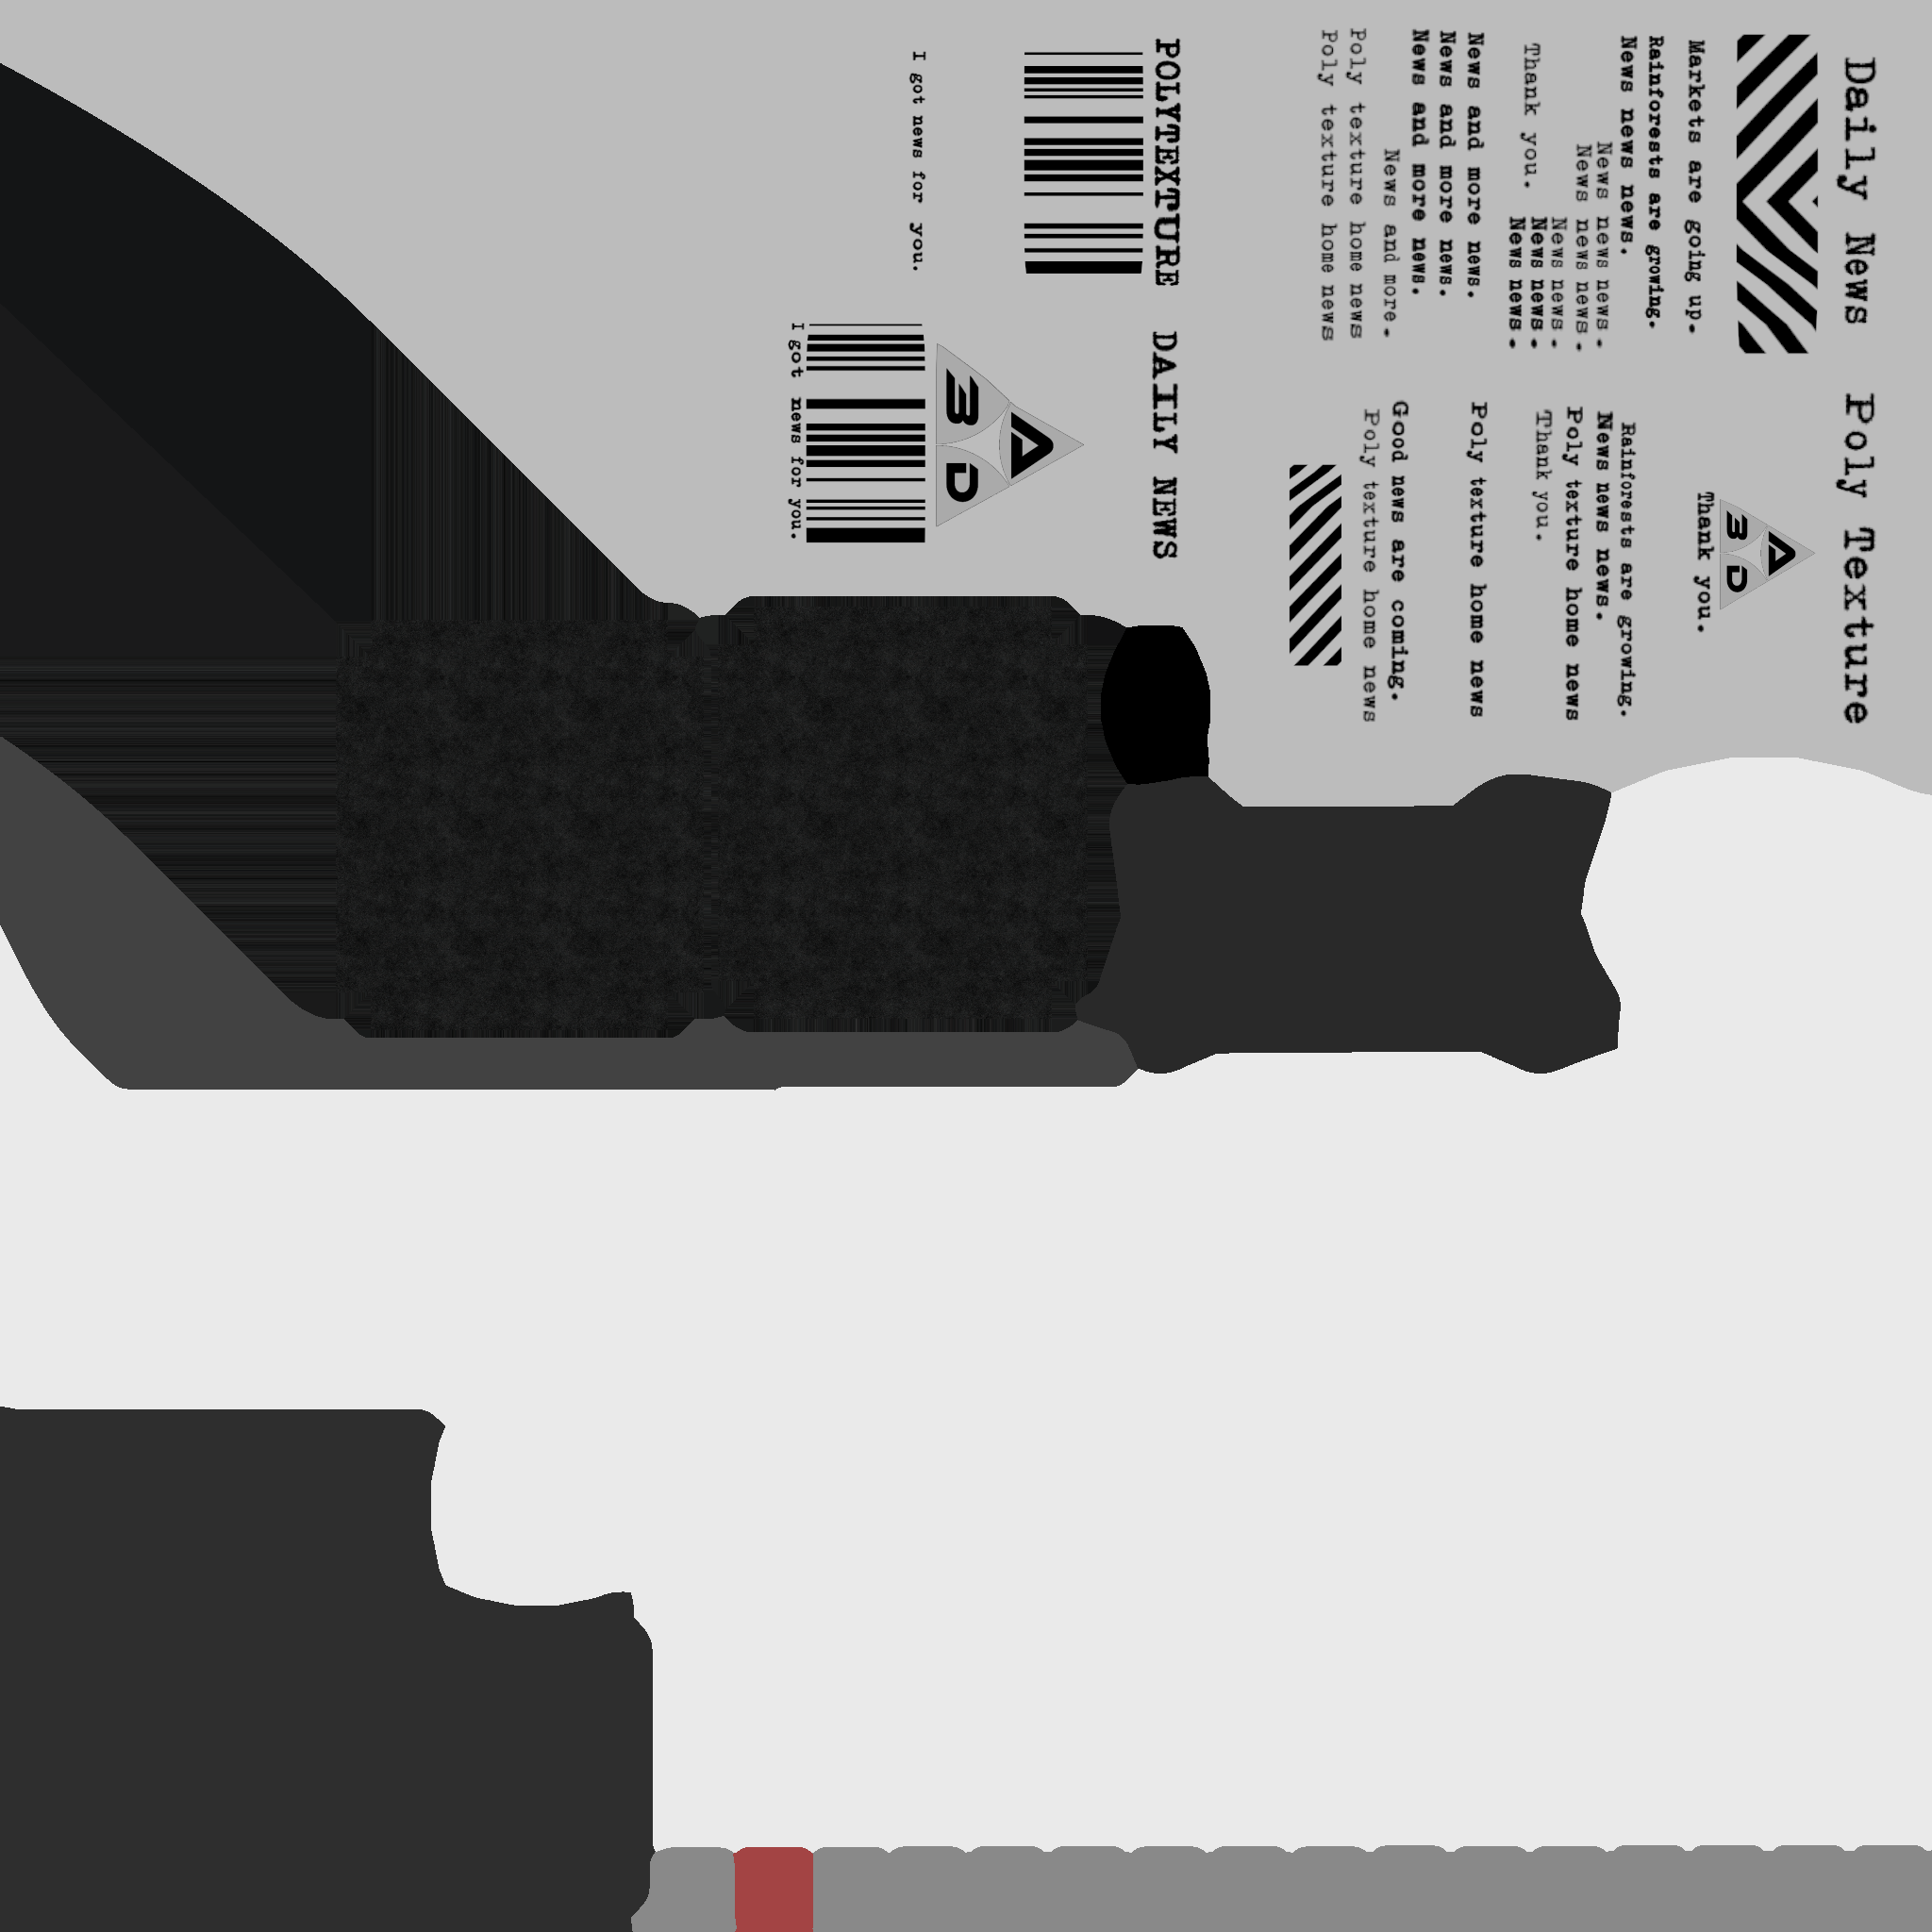 Daily News
Markets are going up.
Rainforests are growing.
News news news.
News news news.
News news news.
News news.
News news.
News news.
Thank you.
News and more news.
News and more news.
News and more news.
News and more.
Poly texture home news
Poly texture home news
Poly Texture
A
B
D
Thank you.
Rainforests are growing.
News news news.
Poly texture home news
Thank you.
Poly texture home news
Good news are coming.
Poly texture home news
POLYTEXTURE
I got news for you.
DAILY NEWS
A
B
D
I got news for you.